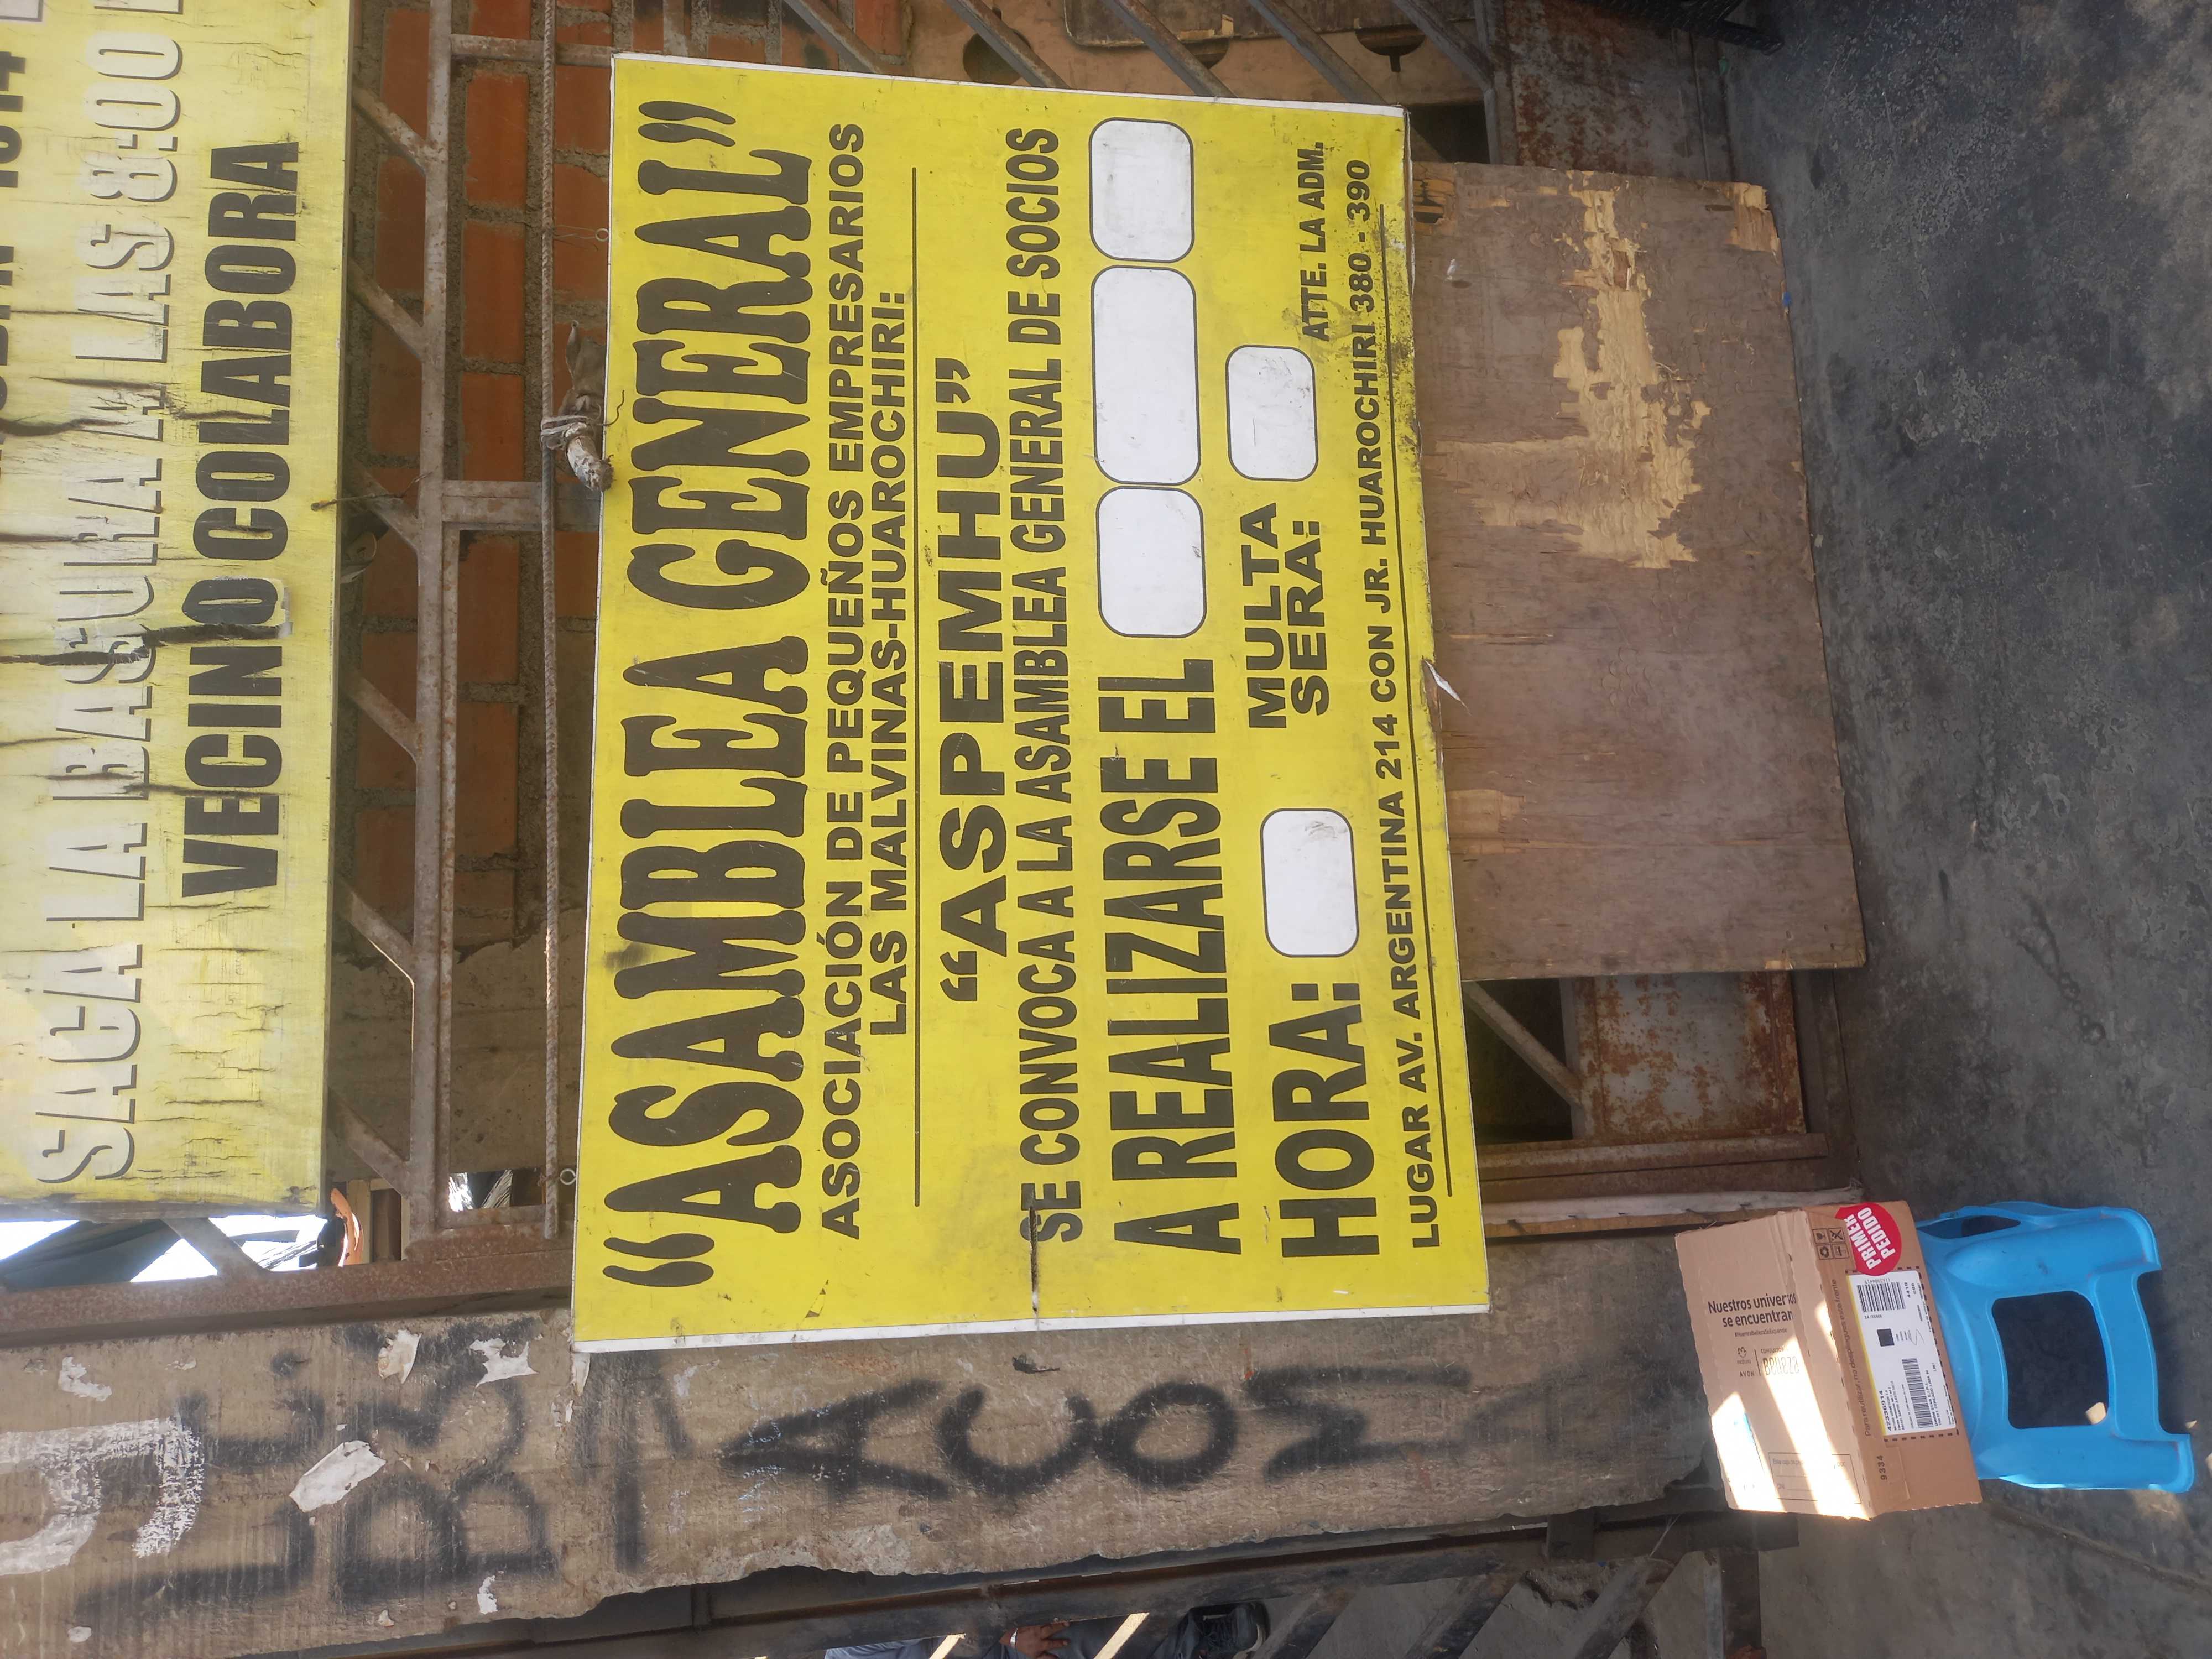 SACA LA BASURA A LAS 8:00
VECINO COLABORA
“ASAMBLEA GENERAL”
ASOCIACIÓN DE PEQUEÑOS EMPRESARIOS
LAS MALVINAS-HUAROCHIRI:
“ASPEMHU”
SE CONVOCA A LA ASAMBLEA GENERAL DE SOCIOS
A REALIZARSE EL
HORA:
MULTA
SERA:
ATTE. LA ADM.
LUGAR AV. ARGENTINA 214 CON JR. HUAROCHIRI 380 - 390
Nuestros universos
se encuentran
AVON
PRIMER
PEDIDO
9334